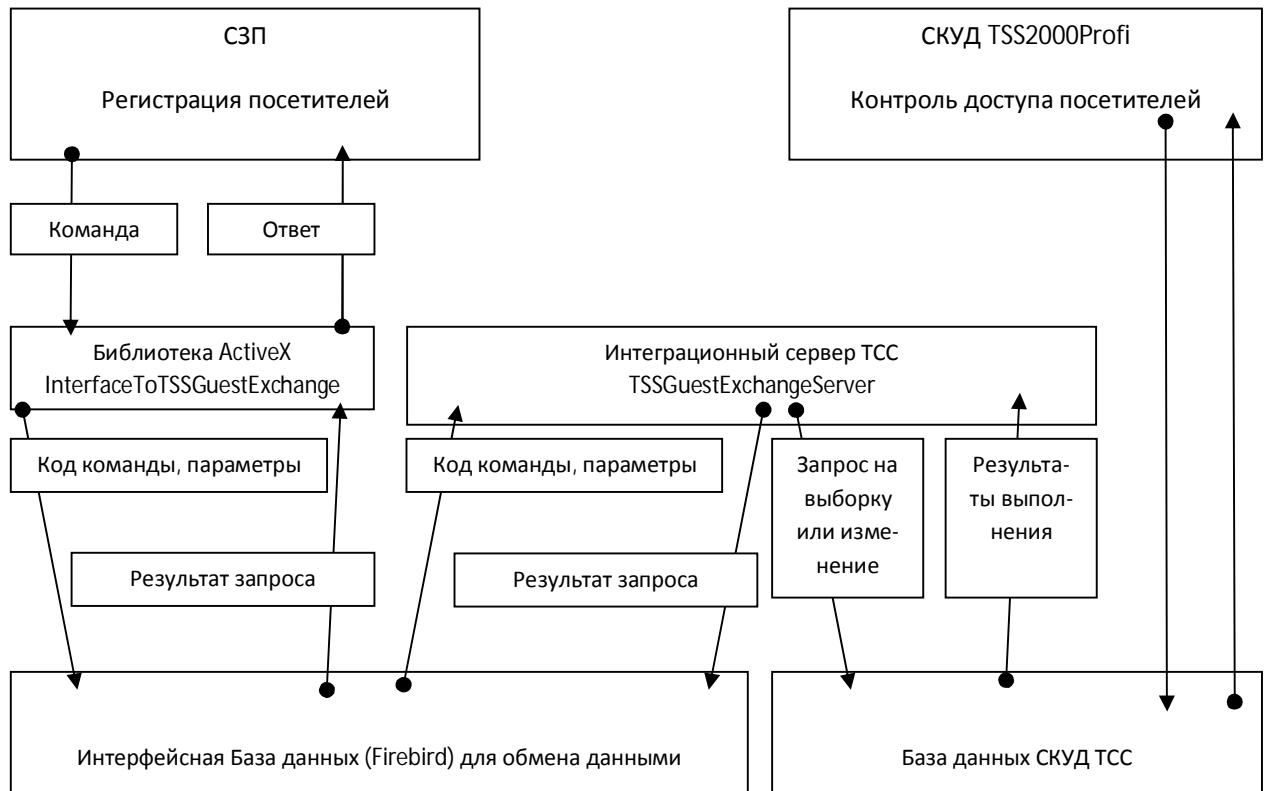 СЗП
Регистрация посетителей
СКУД TSS2000Profi
Контроль доступа посетителей
Команда
Ответ
Библиотека ActiveX
InterfaceToTSSGuestExchange
Интеграционный сервер ТСС
TSSGuestExchangeServer
Код команды, параметры
Код команды, параметры
Запрос на
выборку
или изме-
нение
Результа-
ты выпол-
нения
Результат запроса
Результат запроса
Интерфейсная База данных (Firebird) для обмена данными
База данных СКУД ТСС